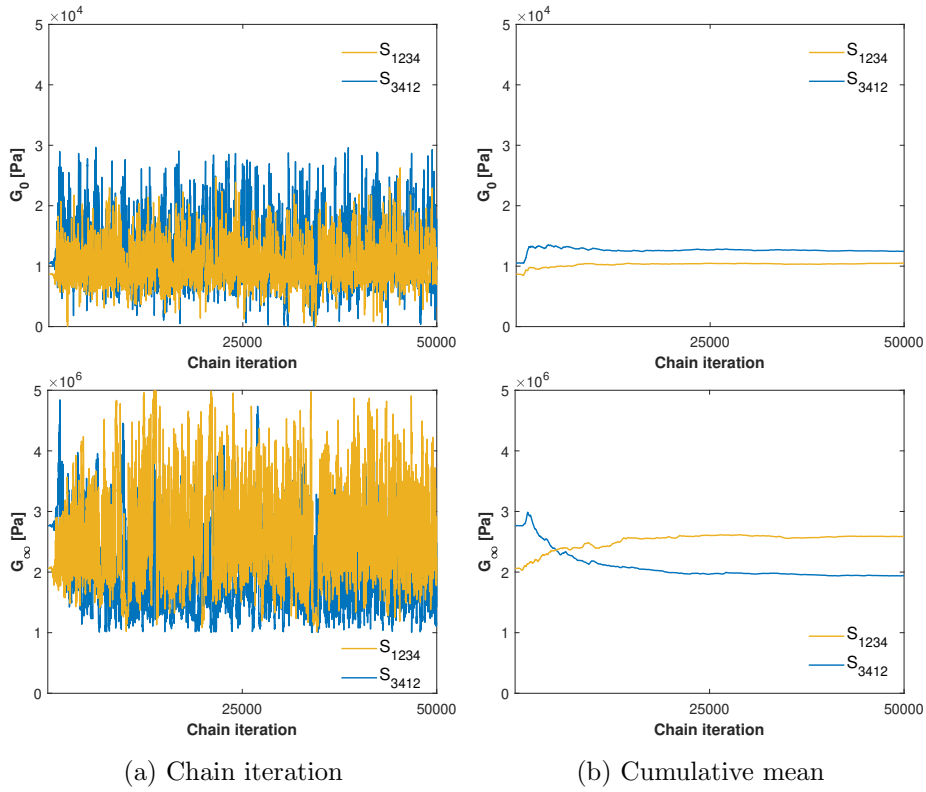 ×10⁴
5
4
3
2
1
0
G₀ [Pa]
S₁₂₃₄
S₃₄₁₂
25000
50000
Chain iteration
×10⁴
5
4
3
2
1
0
G₀ [Pa]
S₁₂₃₄
S₃₄₁₂
25000
50000
Chain iteration
×10⁶
5
4
3
2
1
0
G∞ [Pa]
S₁₂₃₄
S₃₄₁₂
25000
50000
Chain iteration
×10⁶
5
4
3
2
1
0
G∞ [Pa]
S₁₂₃₄
S₃₄₁₂
25000
50000
Chain iteration
(a) Chain iteration
(b) Cumulative mean